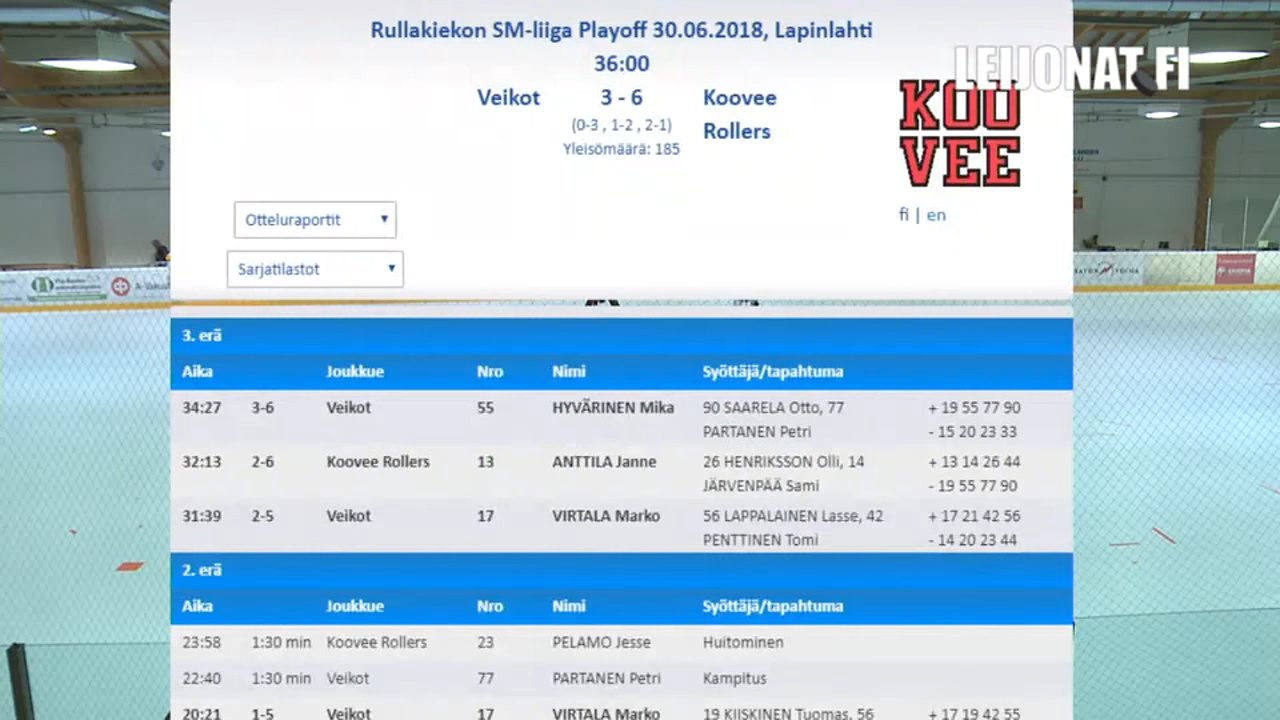 Rullakiekon SM-liiga Playoff 30.06.2018, Lapinlahti
LEIJONAT.FI
36:00
Veikot 3 - 6 Koovee
Rollers
(0-3 , 1-2 , 2-1)
Yleisömäärä: 185
KOO
VEE
fi | en
Otteluraportit
Sarjatilastot
3. erä
Aika Joukkue Nro Nimi Syöttäjä/tapahtuma
34:27 3-6 Veikot 55 HYVÄRINEN Mika 90 SAARELA Otto, 77 + 19 55 77 90
PARTANEN Petri - 15 20 23 33
32:13 2-6 Koovee Rollers 13 ANTTILA Janne 26 HENRIKSSON Olli, 14 + 13 14 26 44
JÄRVENPÄÄ Sami - 19 55 77 90
31:39 2-5 Veikot 17 VIRTALA Marko 56 LAPPALAINEN Lasse, 42 + 17 21 42 56
PENTTINEN Tomi - 14 20 23 44
2. erä
Aika Joukkue Nro Nimi Syöttäjä/tapahtuma
23:58 1:30 min Koovee Rollers 23 PELAMO Jesse Huitominen
22:40 1:30 min Veikot 77 PARTANEN Petri Kampitus
20:21 1-5 Veikot 17 VIRTALA Marko 19 KIISKINEN Tuomas, 56 + 17 19 42 55